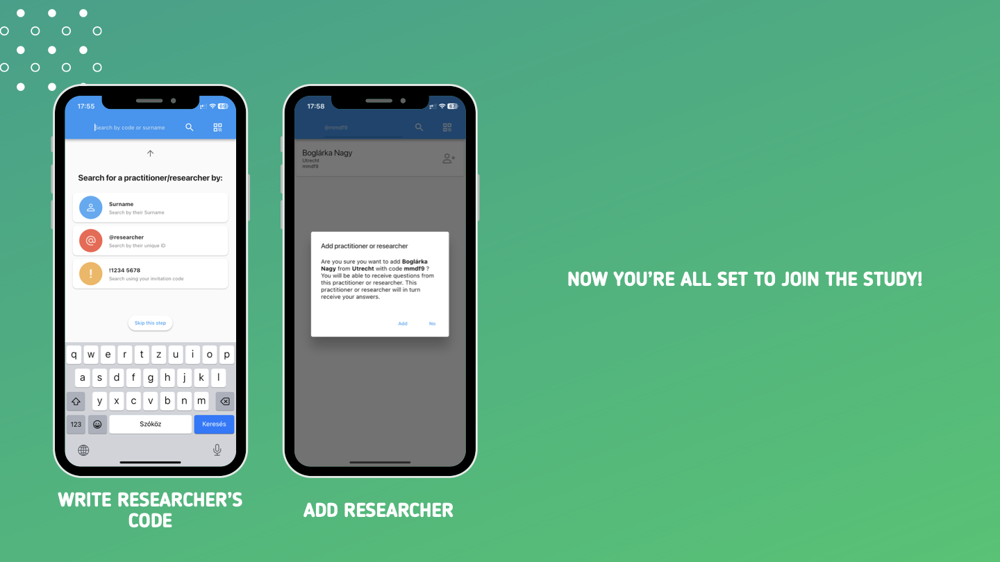 17:55
Search by code or surname
Search for a practitioner/researcher by:
Surname
Search by their Surname
@researcher
Search by their unique ID
!
!1234 5678
Search using your invitation code
Skip this step
q w e r t z u i o p
a s d f g h j k l
y x c v b n m
123 Szóköz Keresés
WRITE RESEARCHER'S
CODE
17:58
67
@mmdf9
Boglárka Nagy
Utrecht
mmdf9
Add practitioner or researcher
Are you sure you want to add Boglárka
Nagy from Utrecht with code mmdf9 ?
You will be able to receive questions from
this practitioner or researcher. This
practitioner or researcher will in turn
receive your answers.
Add No
ADD RESEARCHER
NOW YOU'RE ALL SET TO JOIN THE STUDY!